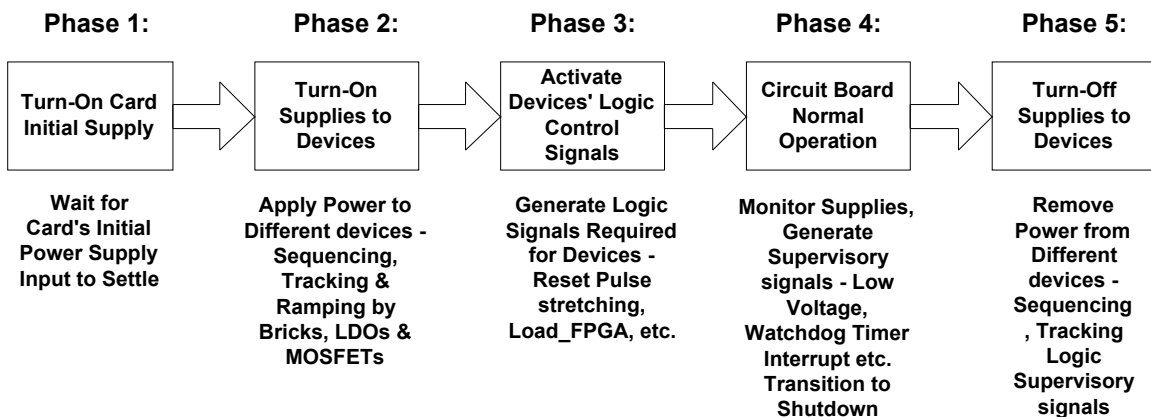 Phase 1:
Turn-On Card
Initial Supply
Wait for
Card's Initial
Power Supply
Input to Settle
Phase 2:
Turn-On
Supplies to
Devices
Apply Power to
Different devices -
Sequencing,
Tracking &
Ramping by
Bricks, LDOs &
MOSFETs
Phase 3:
Activate
Devices' Logic
Control
Signals
Generate Logic
Signals Required
for Devices -
Reset Pulse
stretching,
Load_FPGA, etc.
Phase 4:
Circuit Board
Normal
Operation
Monitor Supplies,
Generate
Supervisory
signals - Low
Voltage,
Watchdog Timer
Interrupt etc.
Transition to
Shutdown
Phase 5:
Turn-Off
Supplies to
Devices
Remove
Power from
Different
devices -
Sequencing
, Tracking
Logic
Supervisory
signals